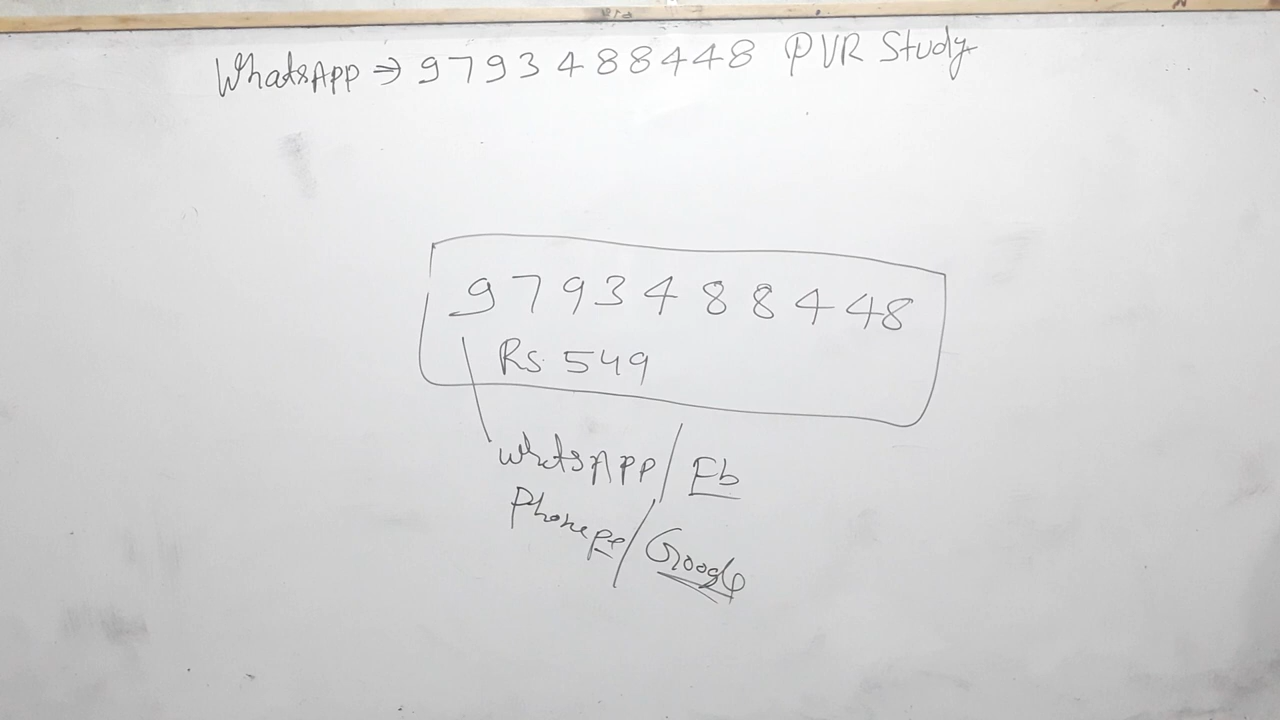 WhatsApp ⇒ 9793488448 PVR Study
9793488448
Rs. 549
WhatsApp / Fb
Phonepe / Google